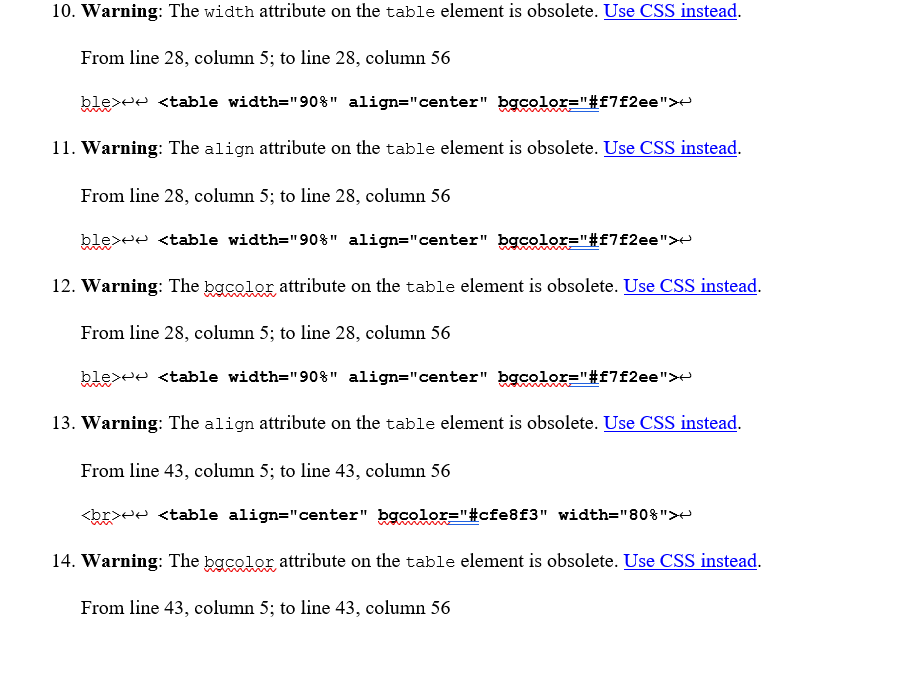 10. Warning: The width attribute on the table element is obsolete. Use CSS instead.
From line 28, column 5; to line 28, column 56
ble>↩↩ <table width="90%" align="center" bgcolor="#f7f2ee">↩
11. Warning: The align attribute on the table element is obsolete. Use CSS instead.
From line 28, column 5; to line 28, column 56
ble>↩↩ <table width="90%" align="center" bgcolor="#f7f2ee">↩
12. Warning: The bgcolor attribute on the table element is obsolete. Use CSS instead.
From line 28, column 5; to line 28, column 56
ble>↩↩ <table width="90%" align="center" bgcolor="#f7f2ee">↩
13. Warning: The align attribute on the table element is obsolete. Use CSS instead.
From line 43, column 5; to line 43, column 56
<br>↩↩ <table align="center" bgcolor="#cfe8f3" width="80%">↩
14. Warning: The bgcolor attribute on the table element is obsolete. Use CSS instead.
From line 43, column 5; to line 43, column 56